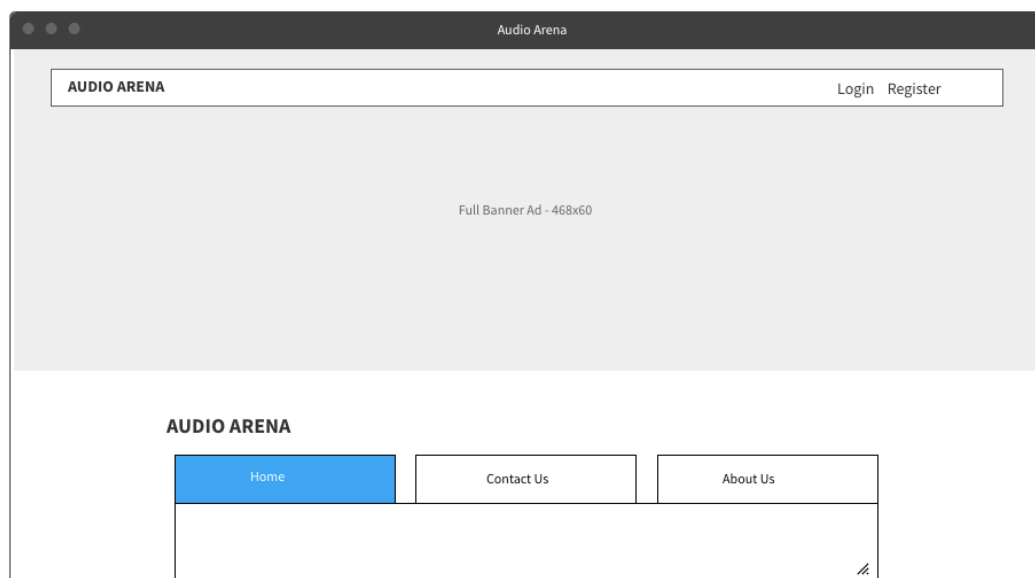 Audio Arena
AUDIO ARENA
Login Register
Full Banner Ad - 468x60
AUDIO ARENA
Home
Contact Us
About Us